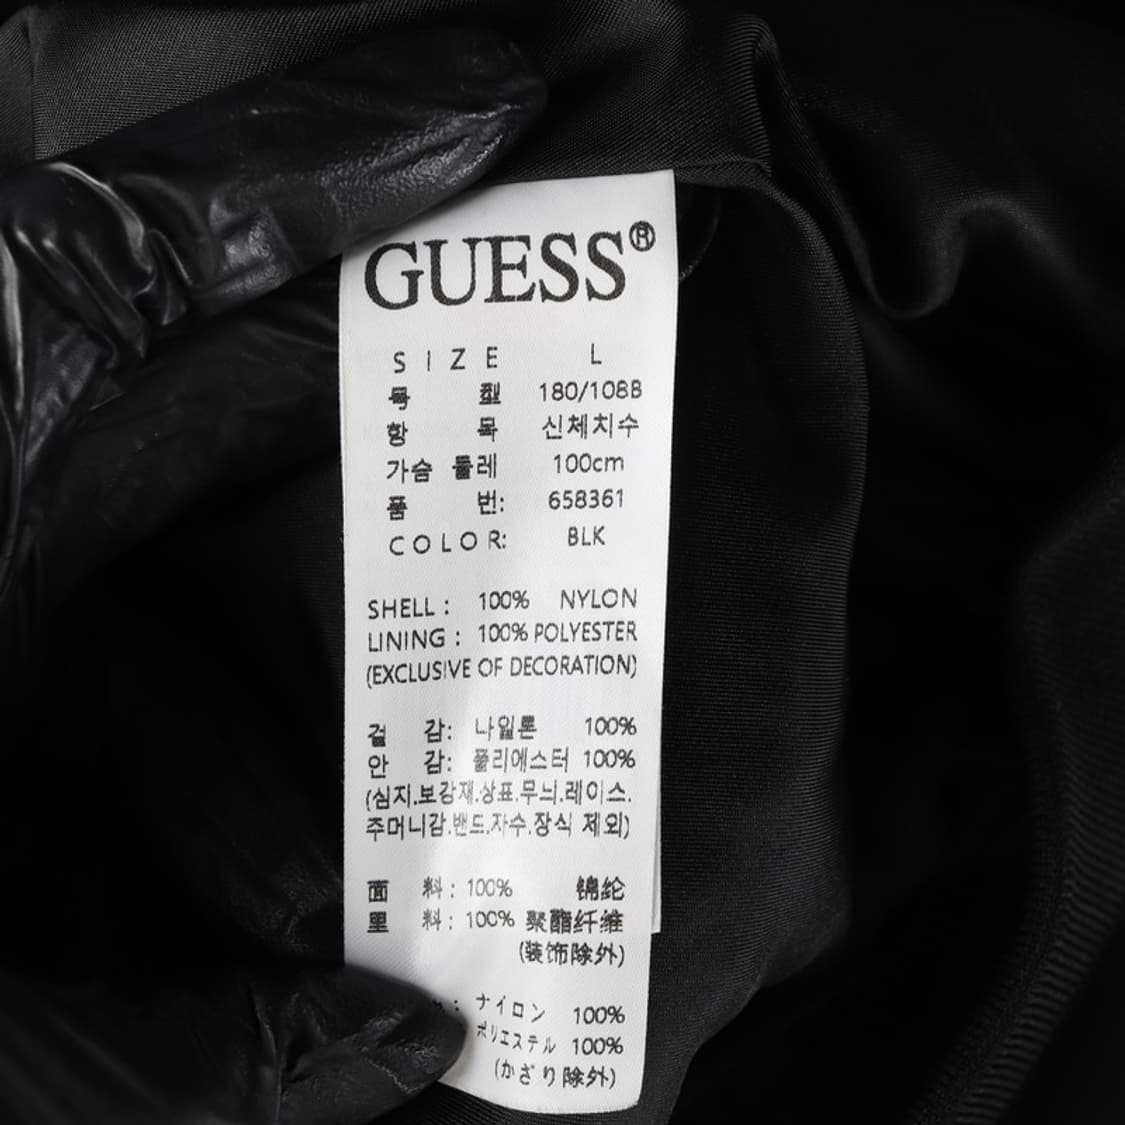 GUESS®
SIZE L
号 型 180/108B
항 목 신체치수
가슴 둘레 100cm
품 번: 658361
COLOR: BLK
SHELL : 100% NYLON
LINING : 100% POLYESTER
(EXCLUSIVE OF DECORATION)
겉 감: 나일론 100%
안 감: 폴리에스터 100%
(심지.보강재.상표.무늬.레이스.
주머니감.밴드.자수.장식 제외)
面 料: 100% 锦纶
里 料: 100% 聚酯纤维
(装饰除外)
: ナイロン 100%
ポリエステル 100%
(かざり除外)